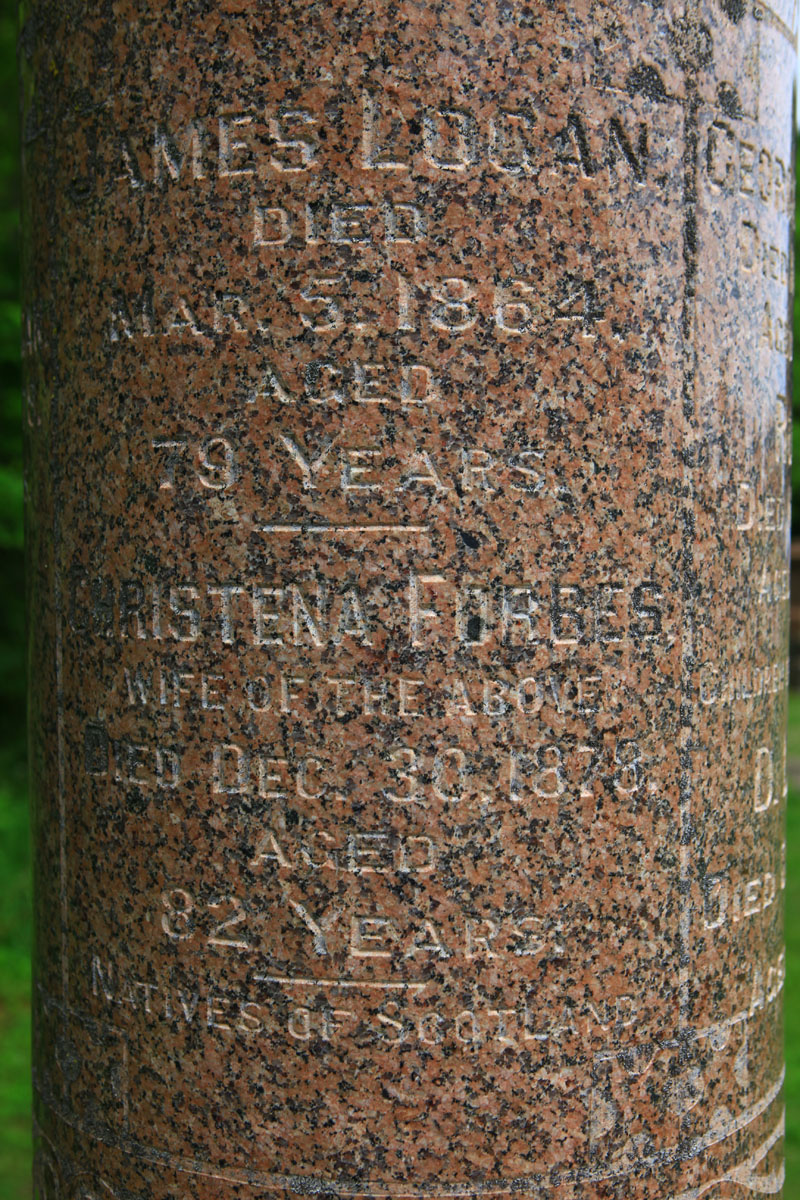 JAMES LOGAN.
DIED
MAR. 5. 1864.
AGED
79 YEARS.
CHRISTENA FORBES,
WIFE OF THE ABOVE
DIED DEC. 30. 1878.
AGED
82 YEARS.
NATIVES OF SCOTLAND
DIED